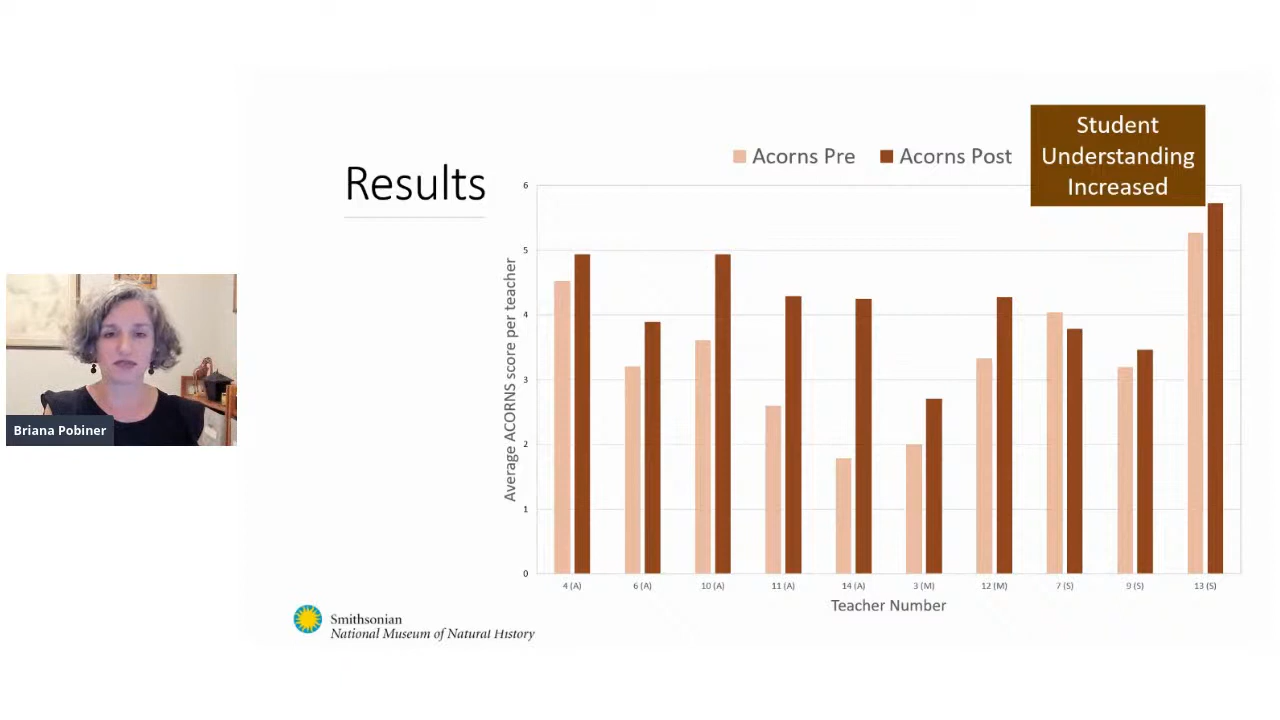 Student
Understanding
Increased
Acorns Pre
Acorns Post
Results
Average ACORNS score per teacher
6
5
4
3
2
1
0
4 (A)
6 (A)
10 (A)
11 (A)
14 (A)
3 (M)
12 (M)
7 (S)
9 (S)
13 (S)
Teacher Number
Briana Pobiner
Smithsonian
National Museum of Natural History